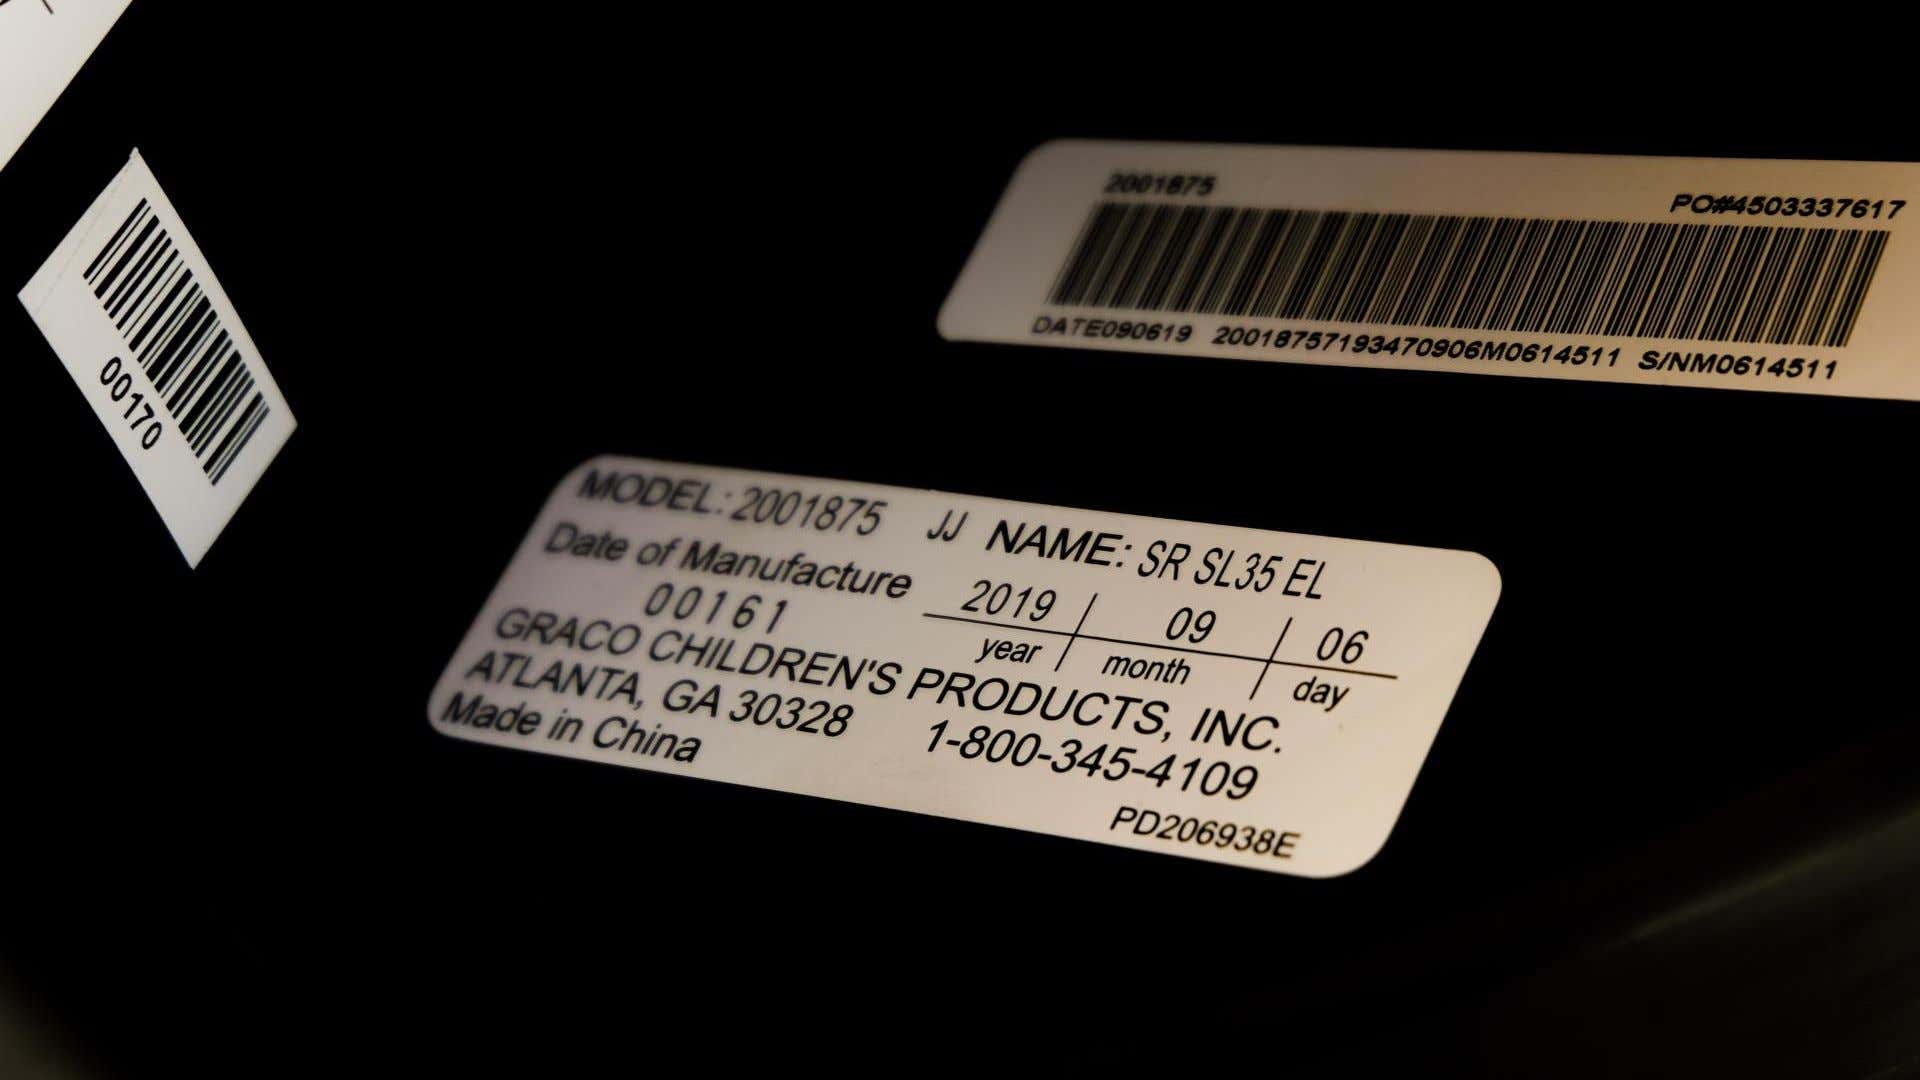 2001875
PO#4503337617
DATE090619 20018757193470906M0614511 S/NM0614511
00170
MODEL: 2001875 JJ NAME: SR SL35 EL
Date of Manufacture 2019 / 09 / 06
00161 year / month / day
GRACO CHILDREN'S PRODUCTS, INC.
ATLANTA, GA 30328 1-800-345-4109
Made in China
PD206938E